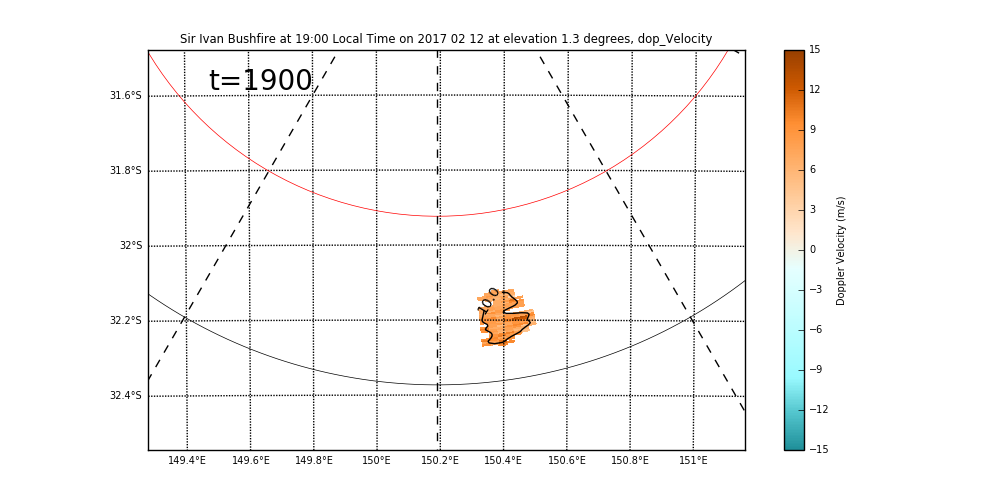 Sir Ivan Bushfire at 19:00 Local Time on 2017 02 12 at elevation 1.3 degrees, dop_Velocity
t=1900
31.6°S
31.8°S
32°S
32.2°S
32.4°S
149.4°E 149.6°E 149.8°E 150°E 150.2°E 150.4°E 150.6°E 150.8°E 151°E
15
12
9
6
3
0
−3
−6
−9
−12
−15
Doppler Velocity (m/s)